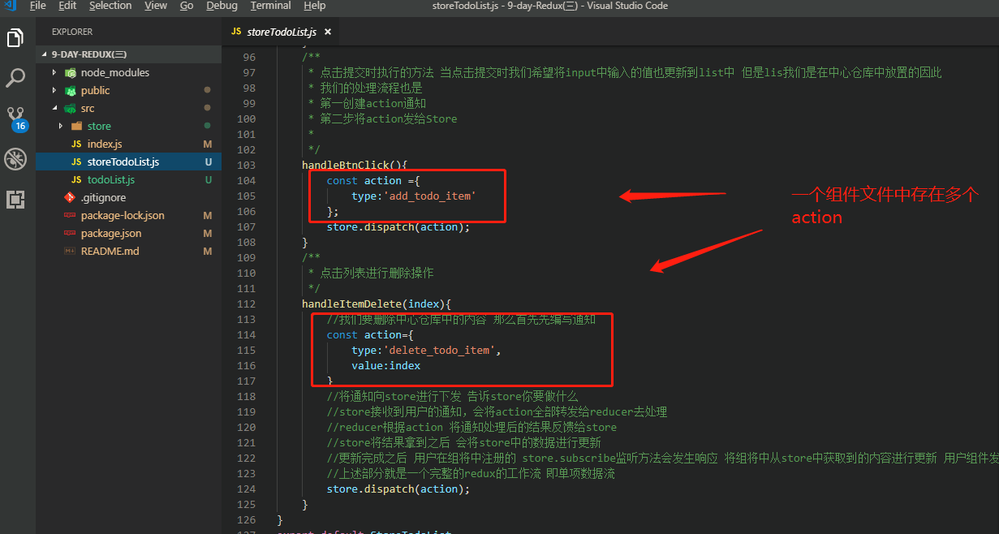 File Edit Selection View Go Debug Terminal Help storeTodoList.js - 9-day-Redux(三) - Visual Studio Code
EXPLORER
9-DAY-REDUX(三)
node_modules
public
src
store
JS index.js M
JS storeTodoList.js U
JS todoList.js U
.gitignore
package-lock.json M
package.json M
README.md M
16
JS storeTodoList.js ×
96 /**
97 * 点击提交时执行的方法 当点击提交时我们希望将input中输入的值也更新到list中 但是lis我们是在中心仓库中放置的因此
98 * 我们的处理流程也是
99 * 第一创建action通知
100 * 第二步将action发给Store
101 *
102 */
103 handleBtnClick(){
104 const action ={
105 type:'add_todo_item'
106 };
107 store.dispatch(action);
108 }
109 /**
110 * 点击列表进行删除操作
111 */
112 handleItemDelete(index){
113 //我们要删除中心仓库中的内容 那么首先先编写通知
114 const action={
115 type:'delete_todo_item',
116 value:index
117 }
118 //将通知向store进行下发 告诉store你要做什么
119 //store接收到用户的通知，会将action全部转发给reducer去处理
120 //reducer根据action 将通知处理后的结果反馈给store
121 //store将结果拿到之后 会将store中的数据进行更新
122 //更新完成之后 用户在组将中注册的 store.subscribe监听方法会发生响应 将组将中从store中获取到的内容进行更新 用户组件发
123 //上述部分就是一个完整的redux的工作流 即单项数据流
124 store.dispatch(action);
125 }
126 }
127 export default StoreTodoList
一个组件文件中存在多个
action